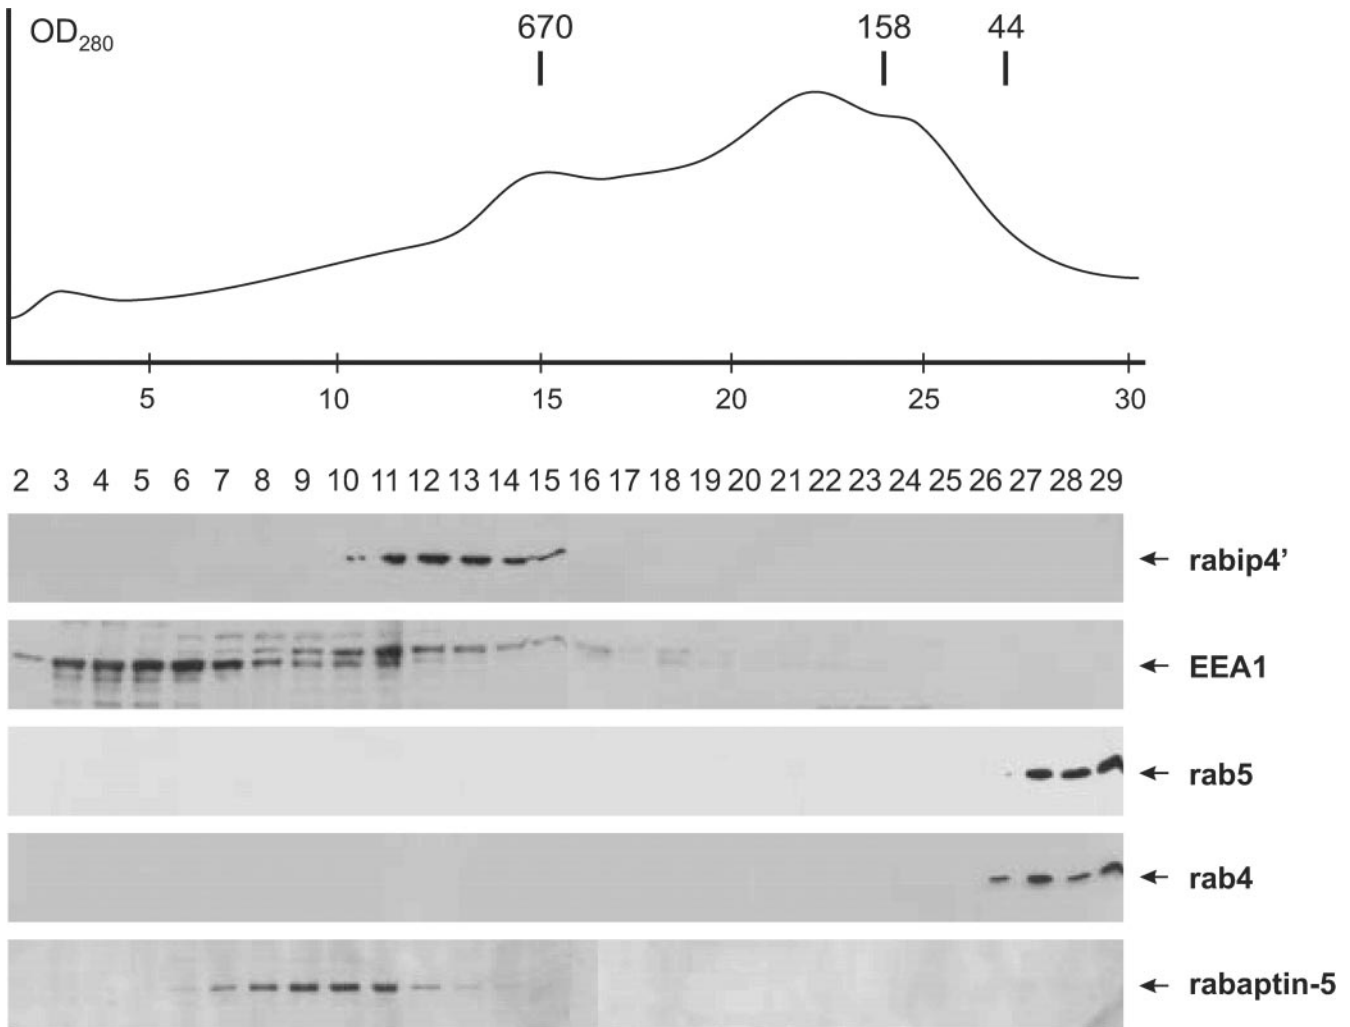 OD280 670 158 44
5 10 15 20 25 30
2 3 4 5 6 7 8 9 10 11 12 13 14 15 16 17 18 19 20 21 22 23 24 25 26 27 28 29
← rabip4’
← EEA1
← rab5
← rab4
← rabaptin-5